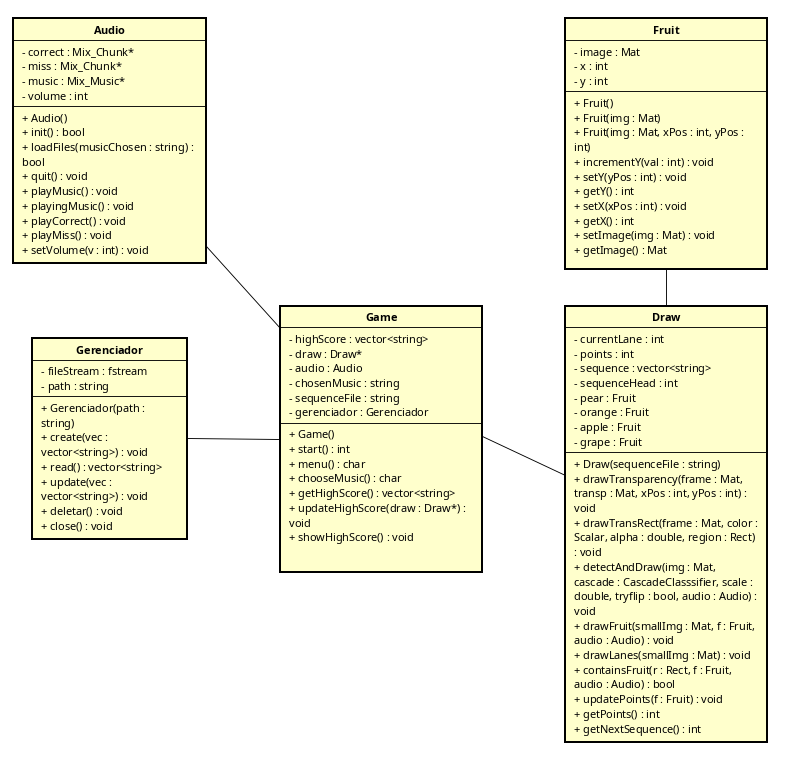 Audio
- correct : Mix_Chunk*
- miss : Mix_Chunk*
- music : Mix_Music*
- volume : int
+ Audio()
+ init() : bool
+ loadFiles(musicChosen : string) :
bool
+ quit() : void
+ playMusic() : void
+ playingMusic() : void
+ playCorrect() : void
+ playMiss() : void
+ setVolume(v : int) : void
Fruit
- image : Mat
- x : int
- y : int
+ Fruit()
+ Fruit(img : Mat)
+ Fruit(img : Mat, xPos : int, yPos :
int)
+ incrementY(val : int) : void
+ setY(yPos : int) : void
+ getY() : int
+ setX(xPos : int) : void
+ getX() : int
+ setImage(img : Mat) : void
+ getImage() : Mat
Gerenciador
- fileStream : fstream
- path : string
+ Gerenciador(path :
string)
+ create(vec :
vector<string>) : void
+ read() : vector<string>
+ update(vec :
vector<string>) : void
+ deletar() : void
+ close() : void
Game
- highScore : vector<string>
- draw : Draw*
- audio : Audio
- chosenMusic : string
- sequenceFile : string
- gerenciador : Gerenciador
+ Game()
+ start() : int
+ menu() : char
+ chooseMusic() : char
+ getHighScore() : vector<string>
+ updateHighScore(draw : Draw*) :
void
+ showHighScore() : void
Draw
- currentLane : int
- points : int
- sequence : vector<string>
- sequenceHead : int
- pear : Fruit
- orange : Fruit
- apple : Fruit
- grape : Fruit
+ Draw(sequenceFile : string)
+ drawTransparency(frame : Mat,
transp : Mat, xPos : int, yPos : int) :
void
+ drawTransRect(frame : Mat, color :
Scalar, alpha : double, region : Rect)
: void
+ detectAndDraw(img : Mat,
cascade : CascadeClasssifier, scale :
double, tryflip : bool, audio : Audio) :
void
+ drawFruit(smallImg : Mat, f : Fruit,
audio : Audio) : void
+ drawLanes(smallImg : Mat) : void
+ containsFruit(r : Rect, f : Fruit,
audio : Audio) : bool
+ updatePoints(f : Fruit) : void
+ getPoints() : int
+ getNextSequence() : int